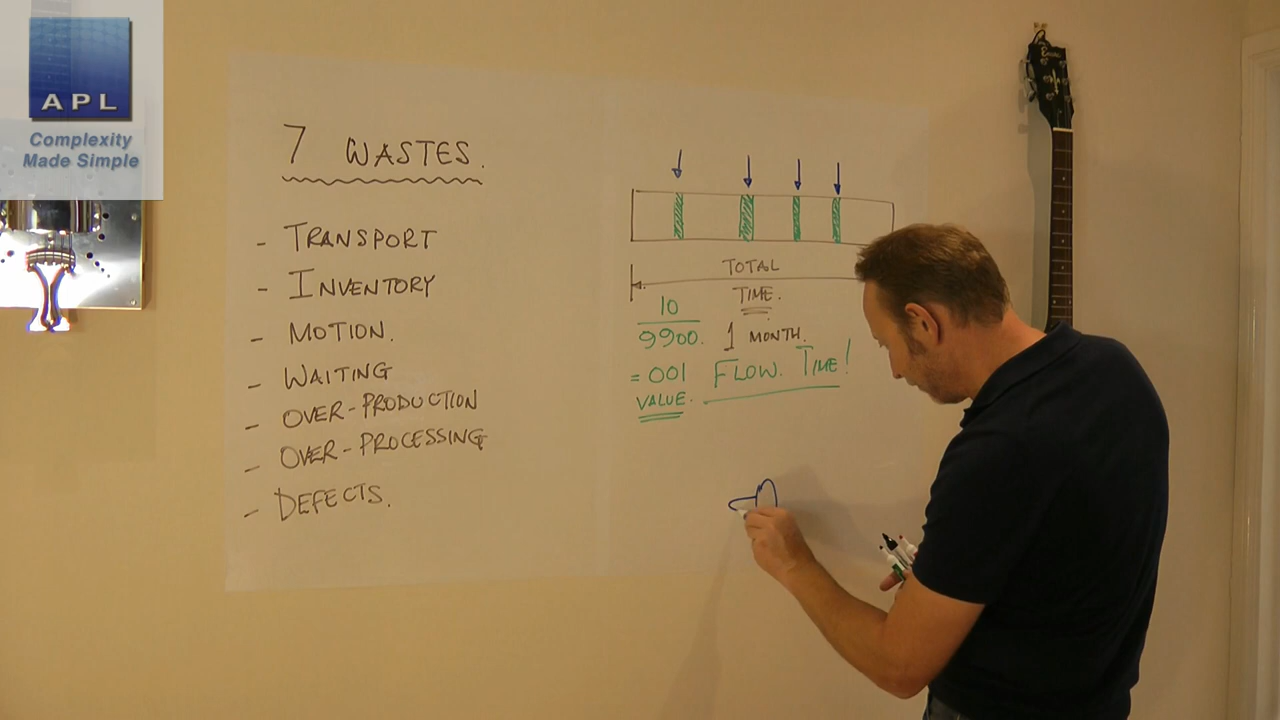 APL
Complexity
Made Simple
7 WASTES.
- TRANSPORT
- INVENTORY
- MOTION.
- WAITING
- OVER-PRODUCTION
- OVER-PROCESSING
- DEFECTS.
TOTAL
TIME.
1 MONTH.
10
9900.
= 001
VALUE.
FLOW. TIME!